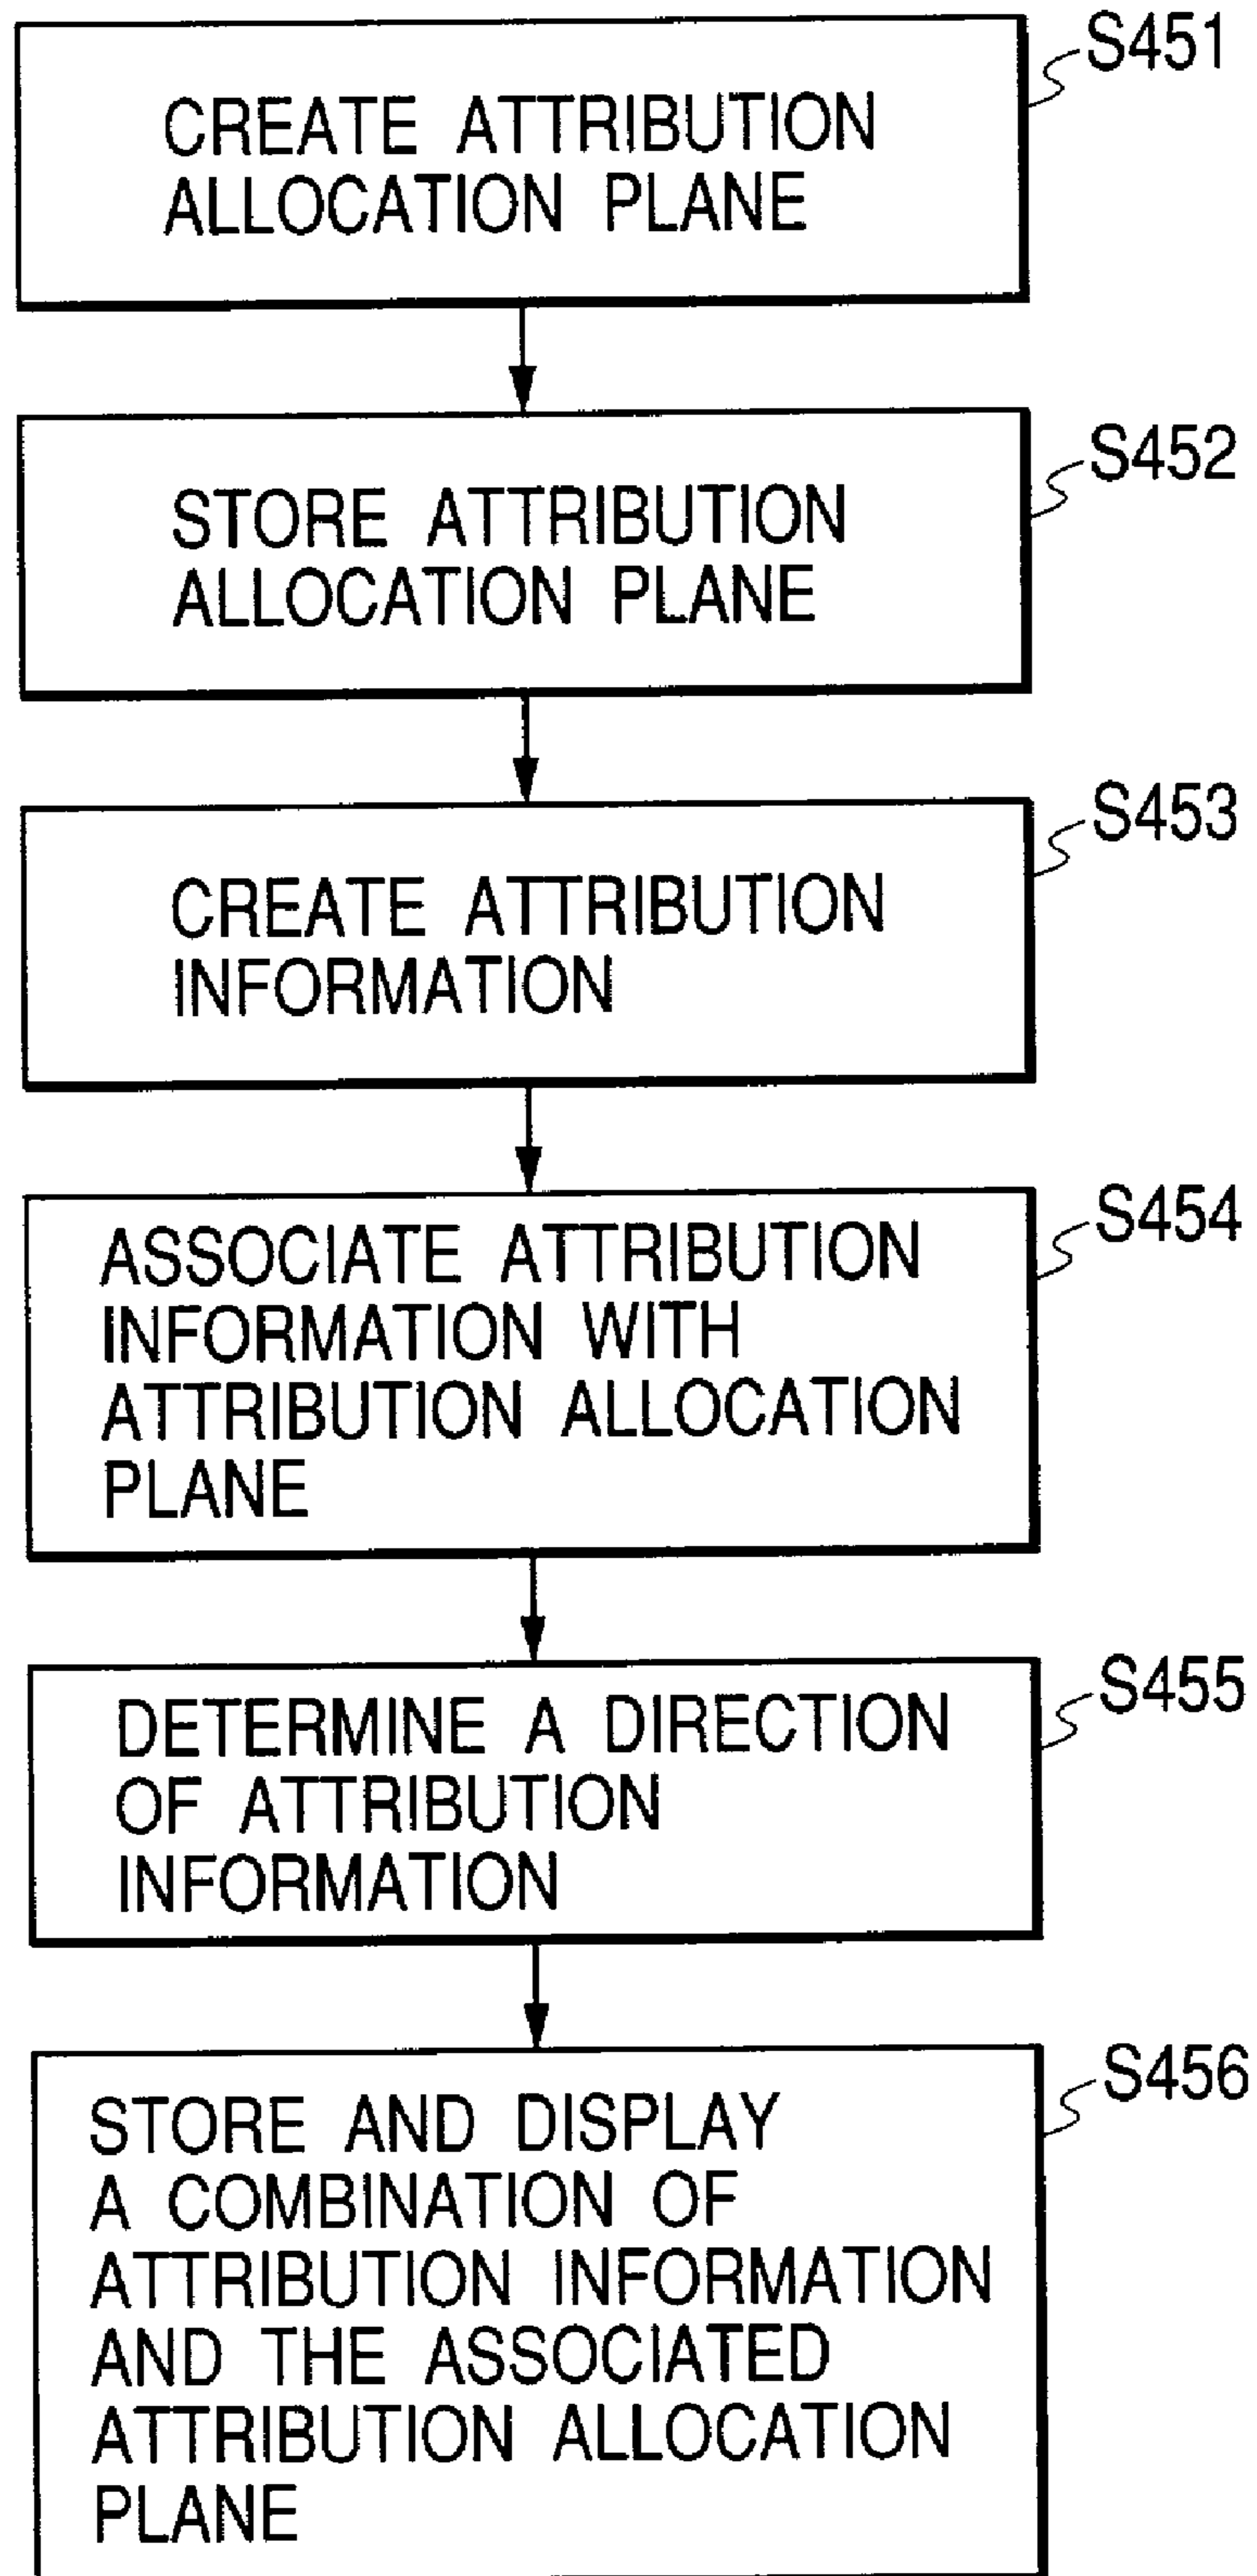 S451
CREATE ATTRIBUTION
ALLOCATION PLANE
S452
STORE ATTRIBUTION
ALLOCATION PLANE
S453
CREATE ATTRIBUTION
INFORMATION
S454
ASSOCIATE ATTRIBUTION
INFORMATION WITH
ATTRIBUTION ALLOCATION
PLANE
S455
DETERMINE A DIRECTION
OF ATTRIBUTION
INFORMATION
S456
STORE AND DISPLAY
A COMBINATION OF
ATTRIBUTION INFORMATION
AND THE ASSOCIATED
ATTRIBUTION ALLOCATION
PLANE